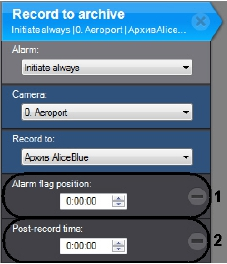 Record to archive
Initiate always |0. Aeroport | АрхивAlice...
Alarm:
Initiate always
Camera:
0. Aeroport
Record to:
Архив AliceBlue
Alarm flag position:
0:00:00
1
Post-record time:
0:00:00
2